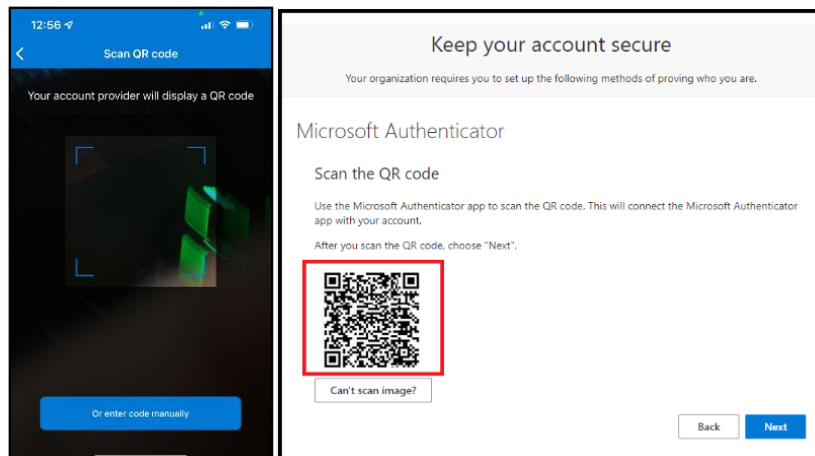 12:56
Scan QR code
Your account provider will display a QR code
Or enter code manually
Keep your account secure
Your organization requires you to set up the following methods of proving who you are.
Microsoft Authenticator
Scan the QR code
Use the Microsoft Authenticator app to scan the QR code. This will connect the Microsoft Authenticator
app with your account.
After you scan the QR code, choose "Next".
Can't scan image?
Back
Next